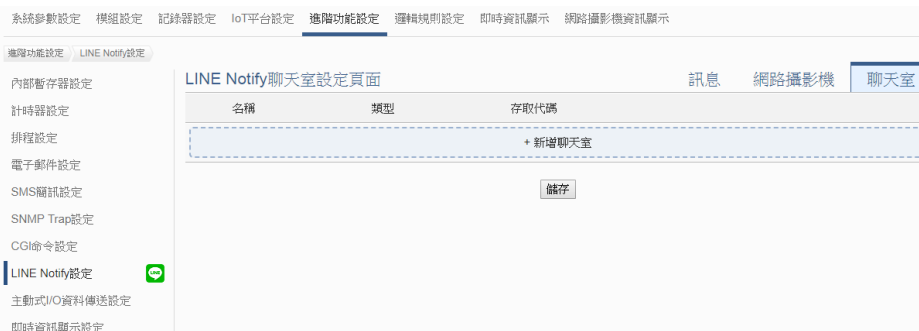 系統參數設定 模組設定 記錄器設定 IoT平台設定 進階功能設定 邏輯規則設定 即時資訊顯示 網路攝影機資訊顯示
進階功能設定 LINE Notify設定
內部暫存器設定
計時器設定
排程設定
電子郵件設定
SMS簡訊設定
SNMP Trap設定
CGI命令設定
LINE Notify設定
主動式I/O資料傳送設定
即時資訊顯示設定
LINE Notify聊天室設定頁面 訊息 網路攝影機 聊天室
名稱 類型 存取代碼
+ 新增聊天室
儲存